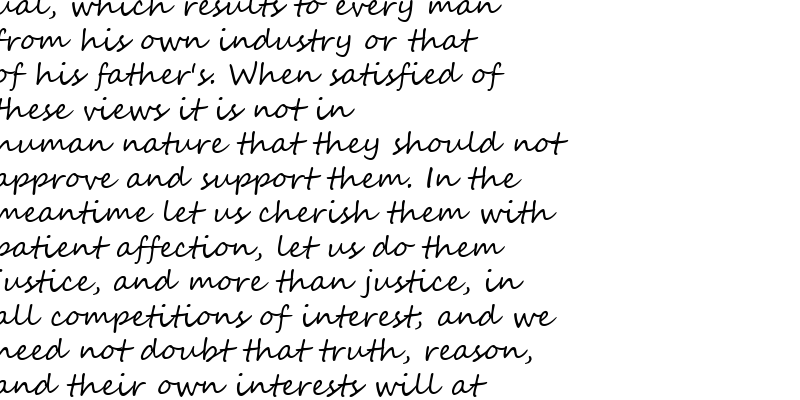 which results to every man
from his own industry or that
of his father's. When satisfied of
these views it is not in
human nature that they should not
approve and support them. In the
meantime let us cherish them with
patient affection, let us do them
justice, and more than justice, in
all competitions of interest; and we
need not doubt that truth, reason,
and their own interests will at